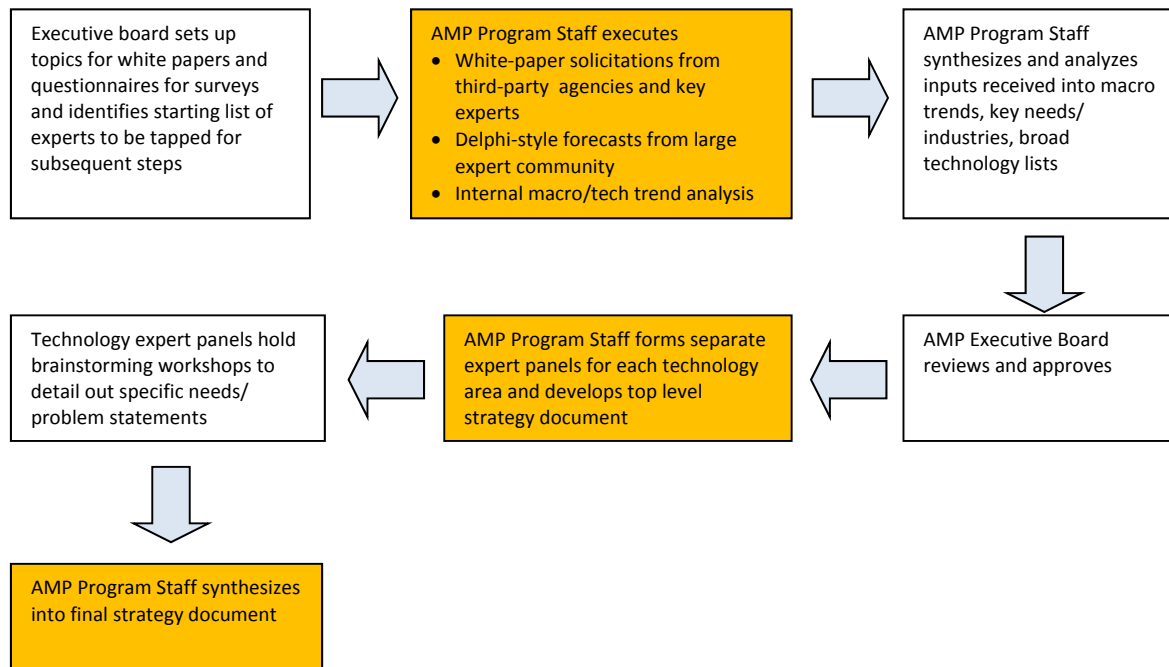 Executive board sets up
topics for white papers and
questionnaires for surveys
and identifies starting list of
experts to be tapped for
subsequent steps
AMP Program Staff executes
• White-paper solicitations from
third-party agencies and key
experts
• Delphi-style forecasts from large
expert community
• Internal macro/tech trend analysis
AMP Program Staff
synthesizes and analyzes
inputs received into macro
trends, key needs/
industries, broad
technology lists
AMP Executive Board
reviews and approves
AMP Program Staff forms separate
expert panels for each technology
area and develops top level
strategy document
Technology expert panels hold
brainstorming workshops to
detail out specific needs/
problem statements
AMP Program Staff synthesizes
into final strategy document